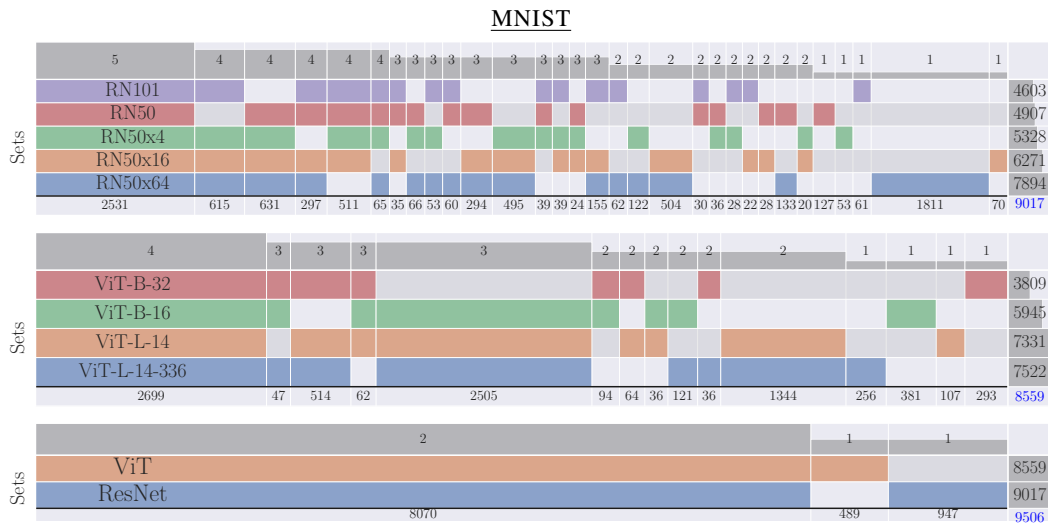 MNIST
5 4 4 4 4 4 3 3 3 3 3 3 3 3 3 3 2 2 2 2 2 2 2 2 2 2 1 1 1 1 1
RN101 4603
RN50 4907
RN50x4 5328
RN50x16 6271
RN50x64 7894
2531 615 631 297 511 65 35 66 53 60 294 495 39 39 24 155 62 122 504 30 36 28 22 28 133 20 127 53 61 1811 70 9017
Sets
4 3 3 3 3 2 2 2 2 2 2 1 1 1 1
ViT-B-32 3809
ViT-B-16 5945
ViT-L-14 7331
ViT-L-14-336 7522
2699 47 514 62 2505 94 64 36 121 36 1344 256 381 107 293 8559
Sets
2 1 1
ViT 8559
ResNet 9017
8070 489 947 9506
Sets